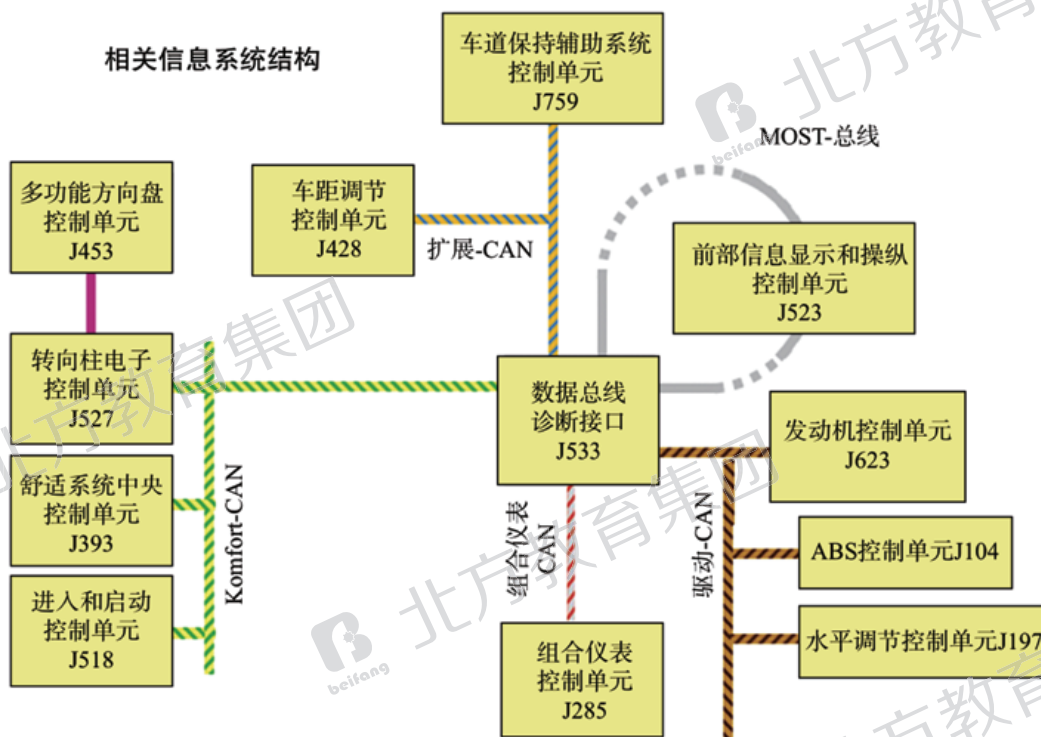 相关信息系统结构
车道保持辅助系统
控制单元
J759
北方教育
beifang
MOST-总线
多功能方向盘
控制单元
J453
车距调节
控制单元
J428
扩展-CAN
前部信息显示和操纵
控制单元
J523
北方教育集团
转向柱电子
控制单元
J527
数据总线
诊断接口
J533
发动机控制单元
J623
舒适系统中央
控制单元
J393
Komfort-CAN
组合仪表
CAN
驱动-CAN
ABS控制单元J104
北方教育集团
beifang
进入和启动
控制单元
J518
水平调节控制单元J197
组合仪表
控制单元
J285
北方教育